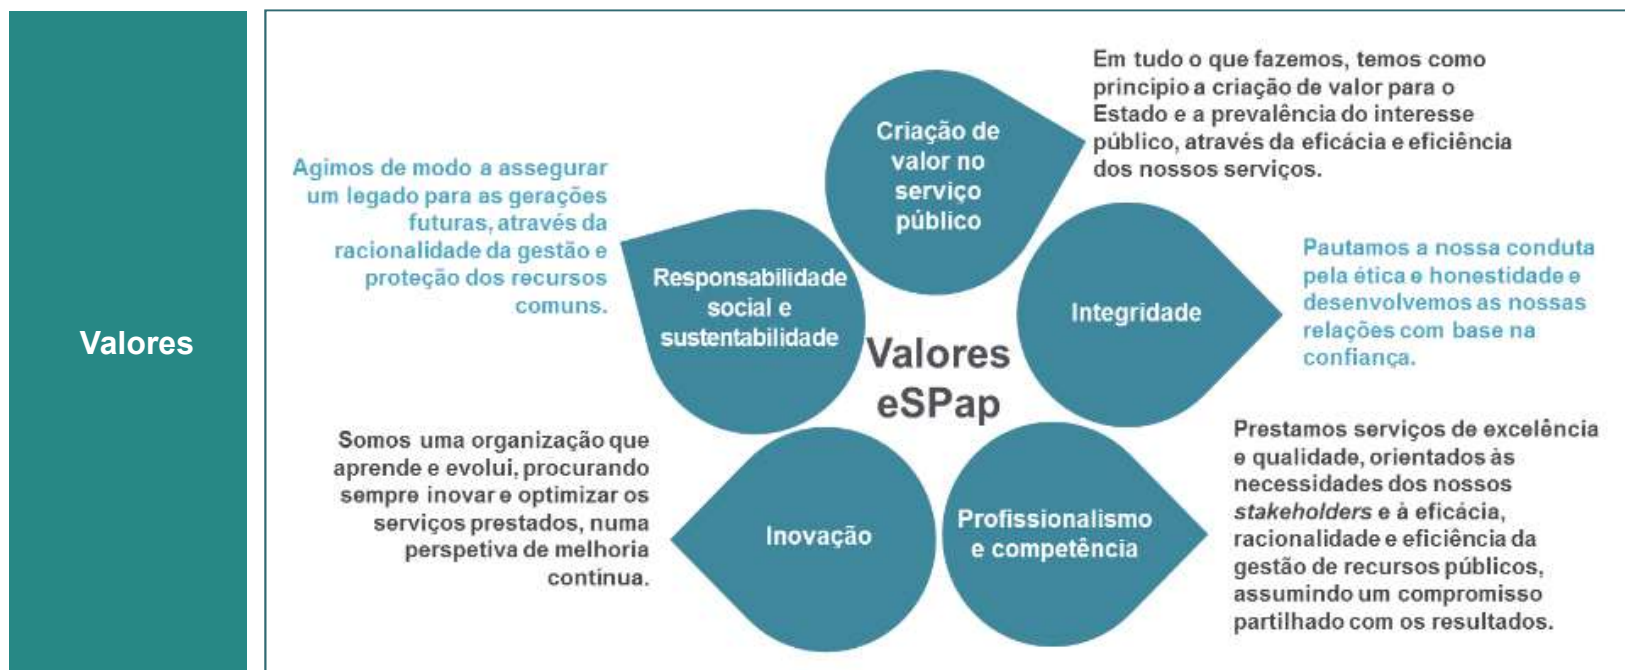 Valores
Em tudo o que fazemos, temos como
principio a criação de valor para o
Estado e a prevalência do interesse
público, através da eficácia e eficiência
dos nossos serviços.
Criação de
valor no
serviço
público
Agimos de modo a assegurar
um legado para as gerações
futuras, através da
racionalidade da gestão e
proteção dos recursos
comuns.
Responsabilidade
social e
sustentabilidade
Integridade
Pautamos a nossa conduta
pela ética e honestidade e
desenvolvemos as nossas
relações com base na
confiança.
Valores
eSPap
Somos uma organização que
aprende e evolui, procurando
sempre inovar e optimizar os
serviços prestados, numa
perspetiva de melhoria
contínua.
Inovação
Profissionalismo
e competência
Prestamos serviços de excelência
e qualidade, orientados às
necessidades dos nossos
stakeholders e à eficácia,
racionalidade e eficiência da
gestão de recursos públicos,
assumindo um compromisso
partilhado com os resultados.